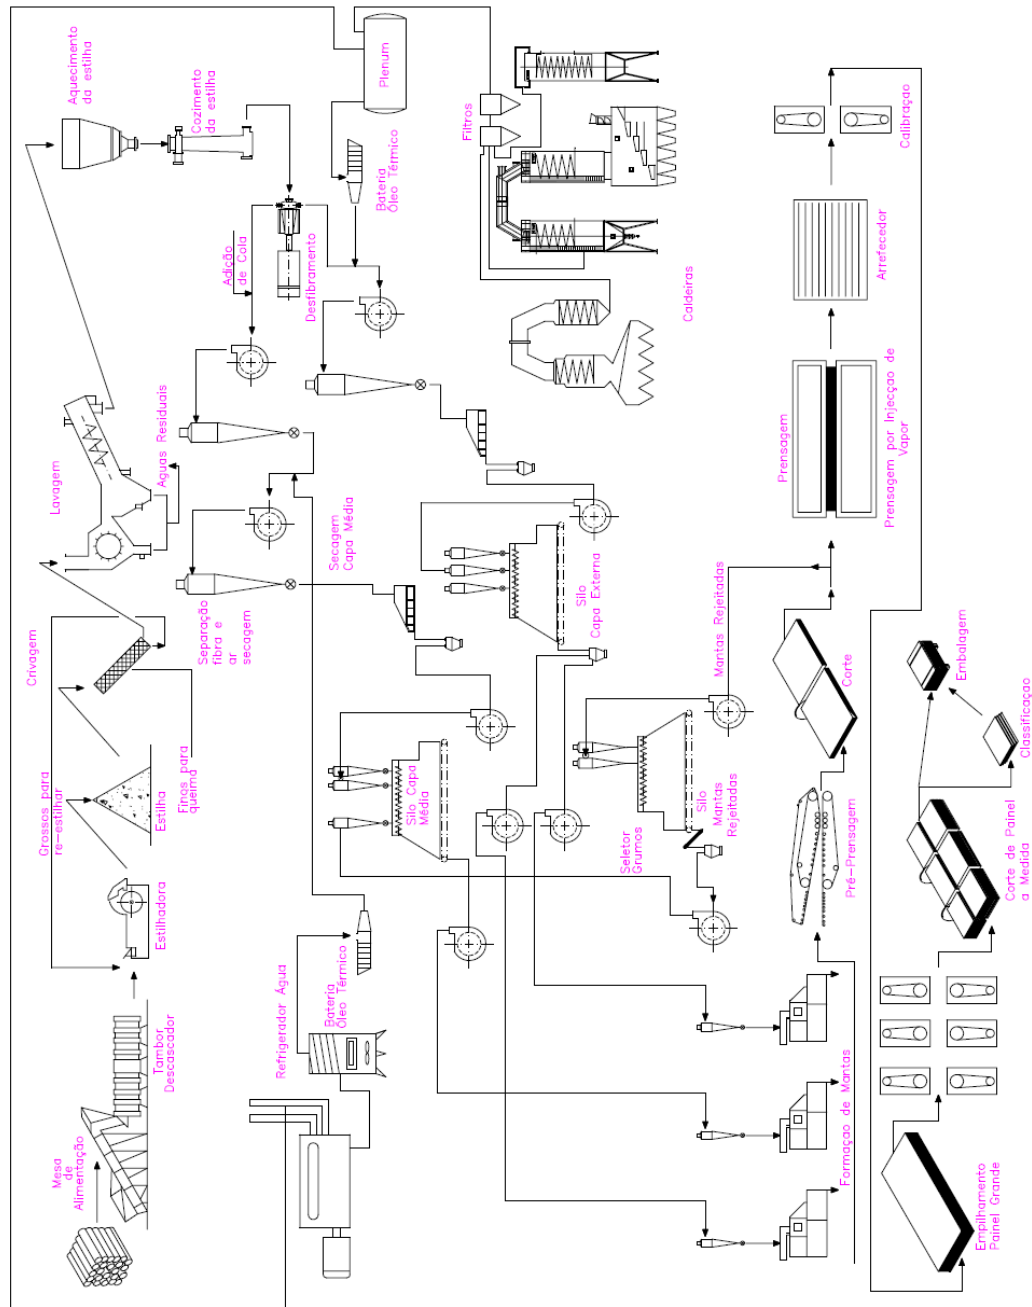 Mesa
de
Alimentação
Tambor
Descascador
Estilhadora
Grossos para
re-estilhar
Estilha
Finos para
queima
Crivagem
Lavagem
Aguas Residuais
Aquecimento
da estilha
Cozimento
da estilha
Desfibramento
Adição
de Cola
Plenum
Bateria
Óleo Térmico
Filtros
Caldeiras
Separação
fibra e
ar
secagem
Secagem
Capa Média
Refrigerador Água
Bateria
Óleo Térmico
Silo Capa
Média
Silo
Capa Externa
Seletor
Grumos
Silo
Mantas
Rejeitadas
Mantas Rejeitadas
Formaçao de Mantas
Pré-Prensagem
Corte
Prensagem
Prensagem por Injecção de
Vapor
Arrefecedor
Calibração
Empilhamento
Painel Grande
Corte de Painel
a Medida
Classificaçao
Embalagem